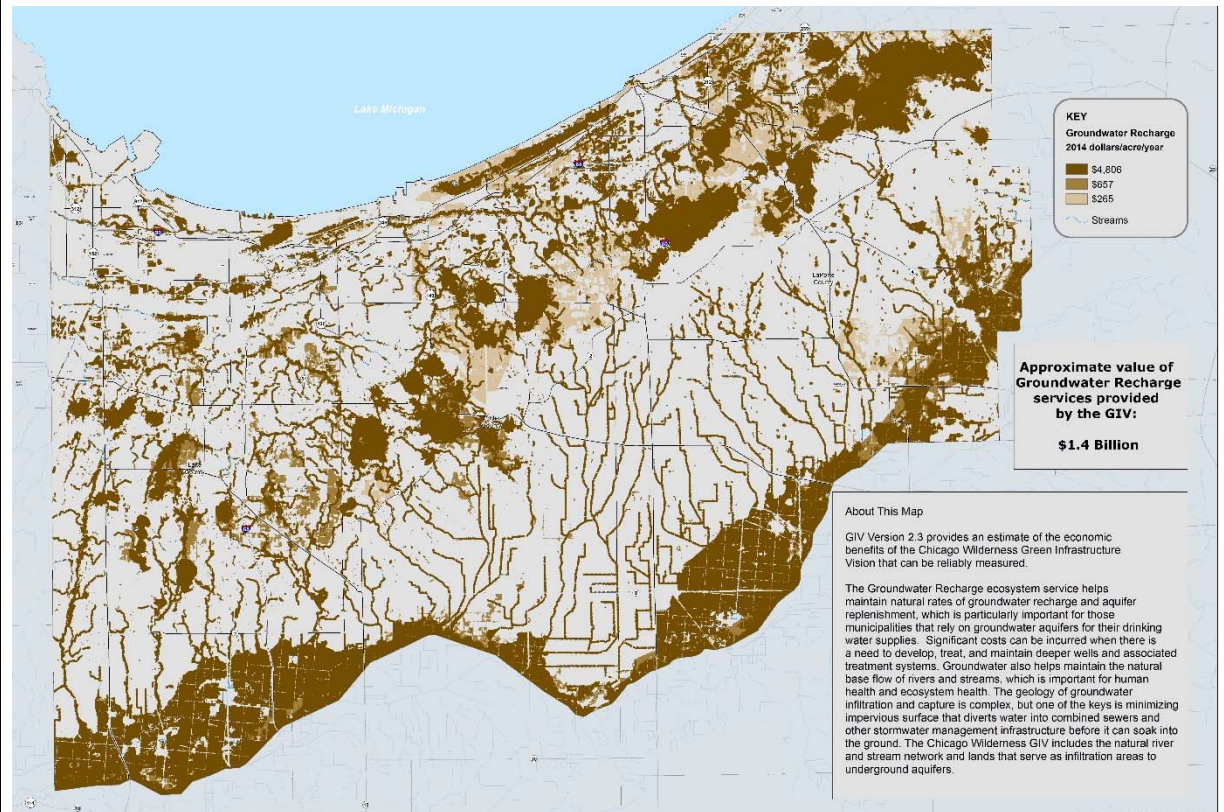 Lake Michigan
KEY
Groundwater Recharge
2014 dollars/acre/year
$4,806
$657
$265
Streams
LaPorte
County
Lake
County
Approximate value of
Groundwater Recharge
services provided
by the GIV:
$1.4 Billion
About This Map
GIV Version 2.3 provides an estimate of the economic
benefits of the Chicago Wilderness Green Infrastructure
Vision that can be reliably measured.
The Groundwater Recharge ecosystem service helps
maintain natural rates of groundwater recharge and aquifer
replenishment, which is particularly important for those
municipalities that rely on groundwater aquifers for their drinking
water supplies. Significant costs can be incurred when there is
a need to develop, treat, and maintain deeper wells and associated
treatment systems. Groundwater also helps maintain the natural
base flow of rivers and streams, which is important for human
health and ecosystem health. The geology of groundwater
infiltration and capture is complex, but one of the keys is minimizing
impervious surface that diverts water into combined sewers and
other stormwater management infrastructure before it can soak into
the ground. The Chicago Wilderness GIV includes the natural river
and stream network and lands that serve as infiltration areas to
underground aquifers.